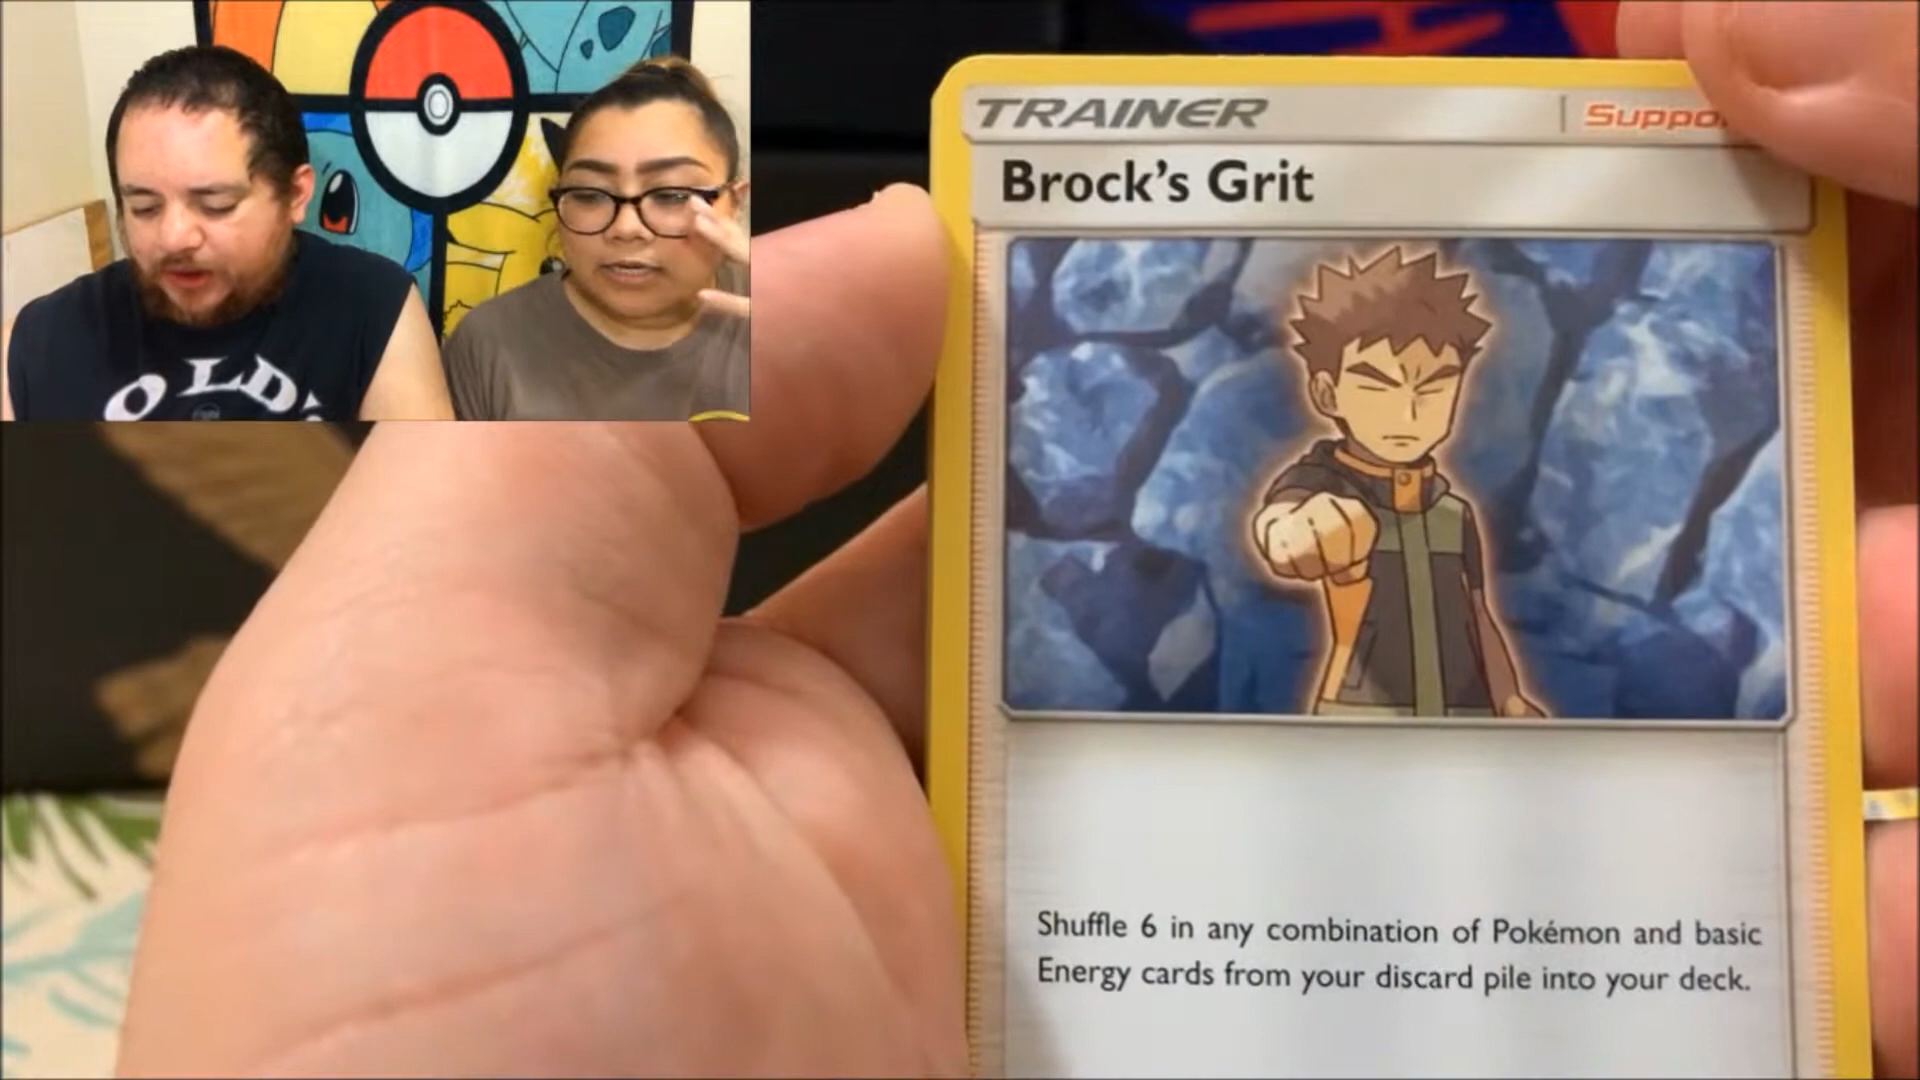 TRAINER
Brock's Grit
Shuffle 6 in any combination of Pokémon and basic
Energy cards from your discard pile into your deck.
OLD